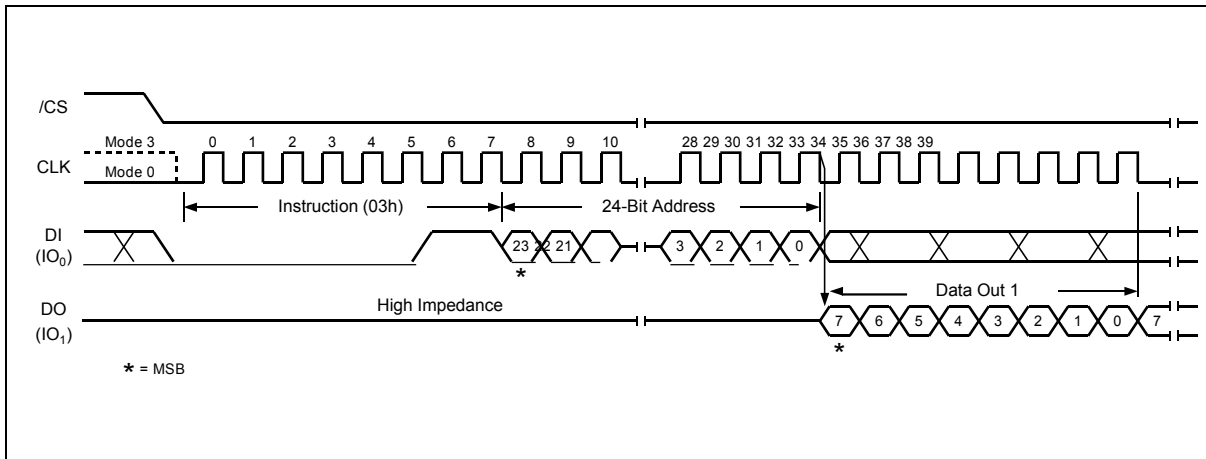 /CS
Mode 3
0 1 2 3 4 5 6 7 8 9 10 28 29 30 31 32 33 34 35 36 37 38 39
CLK
Mode 0
Instruction (03h) 24-Bit Address
DI
(IO0)
23 22 21 3 2 1 0
*
Data Out 1
High Impedance
DO
(IO1)
7 6 5 4 3 2 1 0 7
*
* = MSB